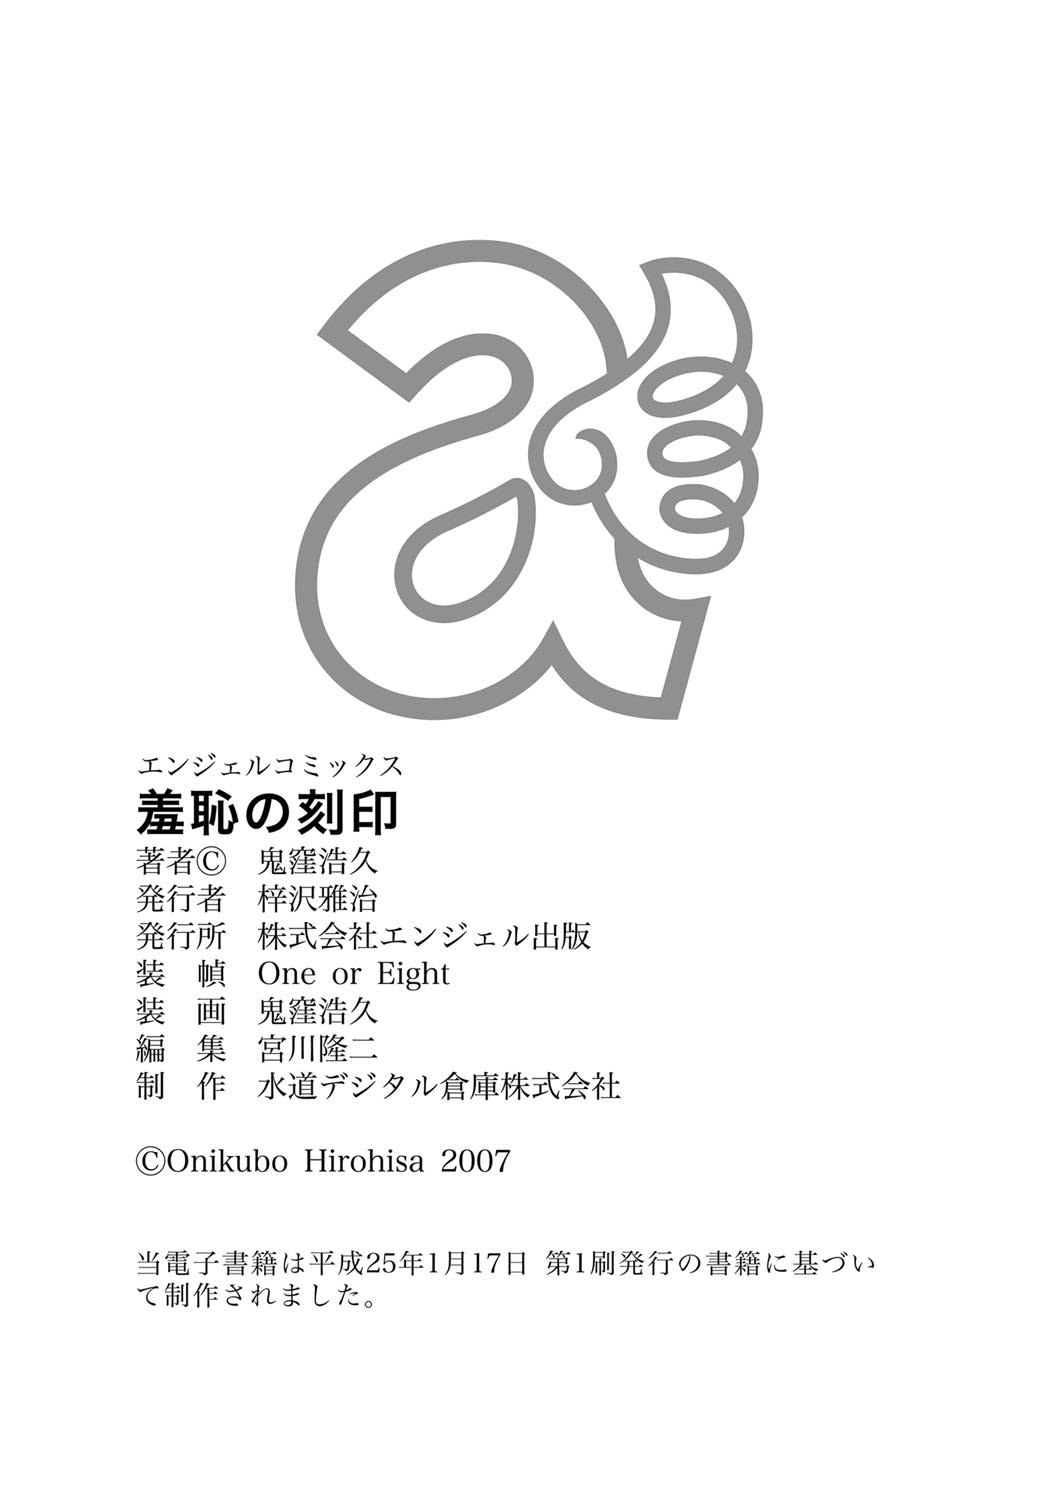 エンジェルコミックス
羞恥の刻印
著者Ⓒ　鬼窪浩久
発行者　梓沢雅治
発行所　株式会社エンジェル出版
装　幀　One or Eight
装　画　鬼窪浩久
編　集　宮川隆二
制　作　水道デジタル倉庫株式会社
ⒸOnikubo Hirohisa 2007
当電子書籍は平成25年1月17日 第1刷発行の書籍に基づい
て制作されました。